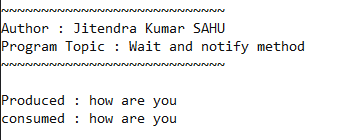 ~~~~~~~~~~~~~~~~~~~~~~~~~~~~
Author : Jitendra Kumar SAHU
Program Topic : Wait and notify method
~~~~~~~~~~~~~~~~~~~~~~~~~~~~
Produced : how are you
consumed : how are you